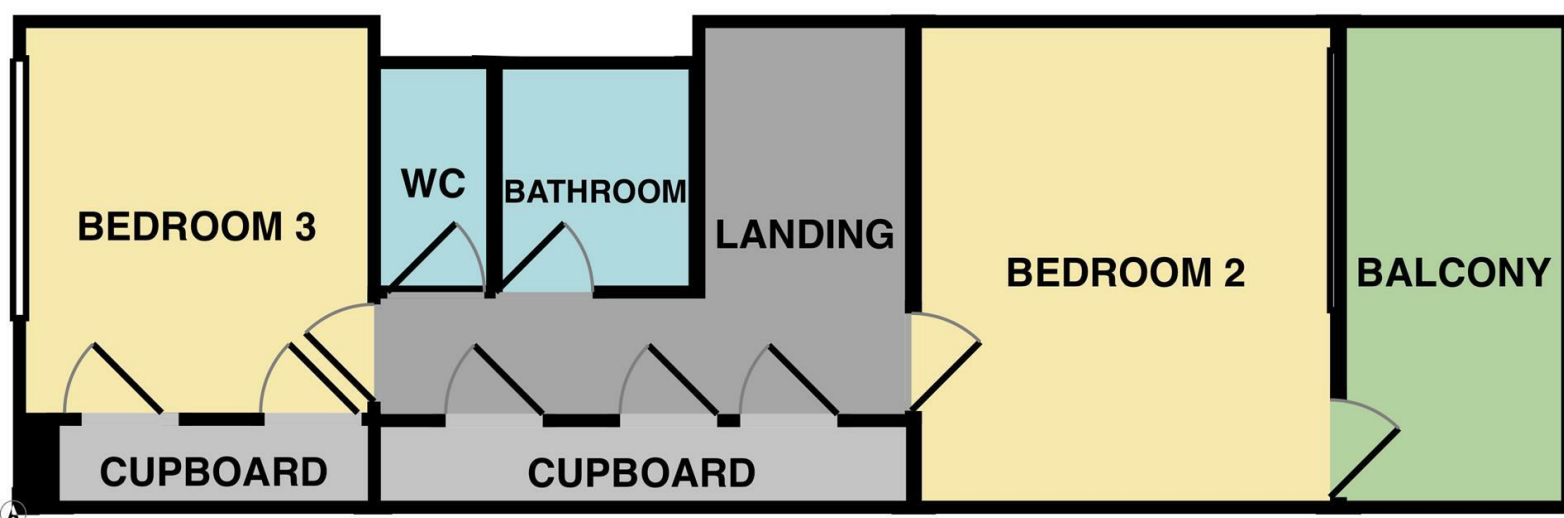 BEDROOM 3
WC
BATHROOM
LANDING
BEDROOM 2
BALCONY
CUPBOARD
CUPBOARD